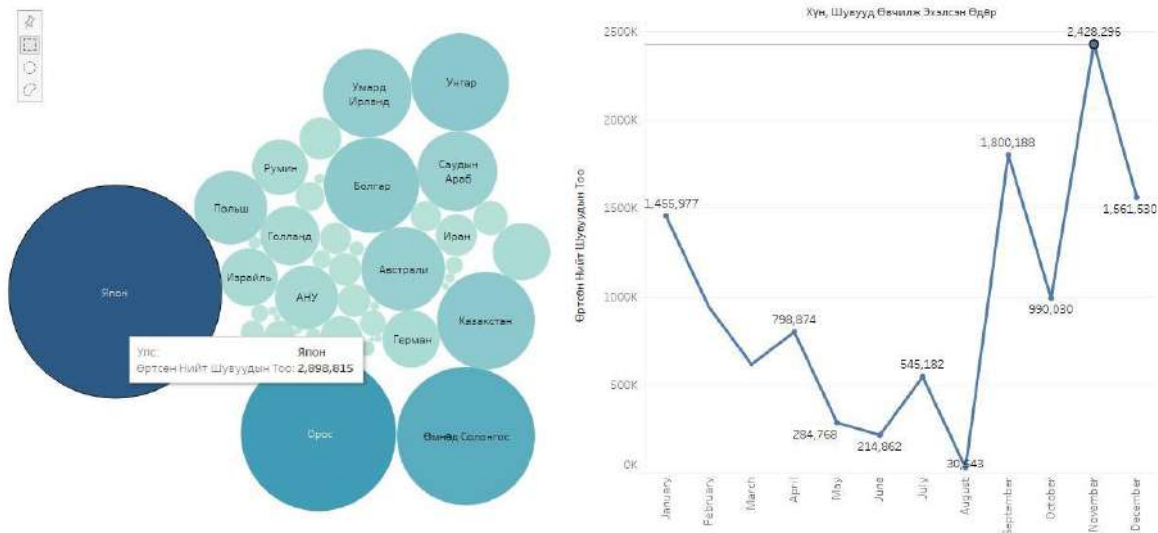 Умард
Ирланд
Унгар
Румин
Болгар
Саудын
Араб
Польш
Голланд
Иран
Израйль
АНУ
Австрали
Япон
Казакстан
Герман
Улс: Япон
Өртсөн Нийт Шувуудын Тоо: 2,898,815
Орос
Өмнөд Солонгос
Хүн, Шувууд Өвчилж Эхэлсэн Өдөр
Өртсөн Нийт Шувуудын Тоо
2500K
2000K
1500K
1000K
500K
0K
1,455,977
798,874
284,768
214,862
545,182
30,643
1,800,188
990,030
2,428,296
1,561,530
January
February
March
April
May
June
July
August
September
October
November
December